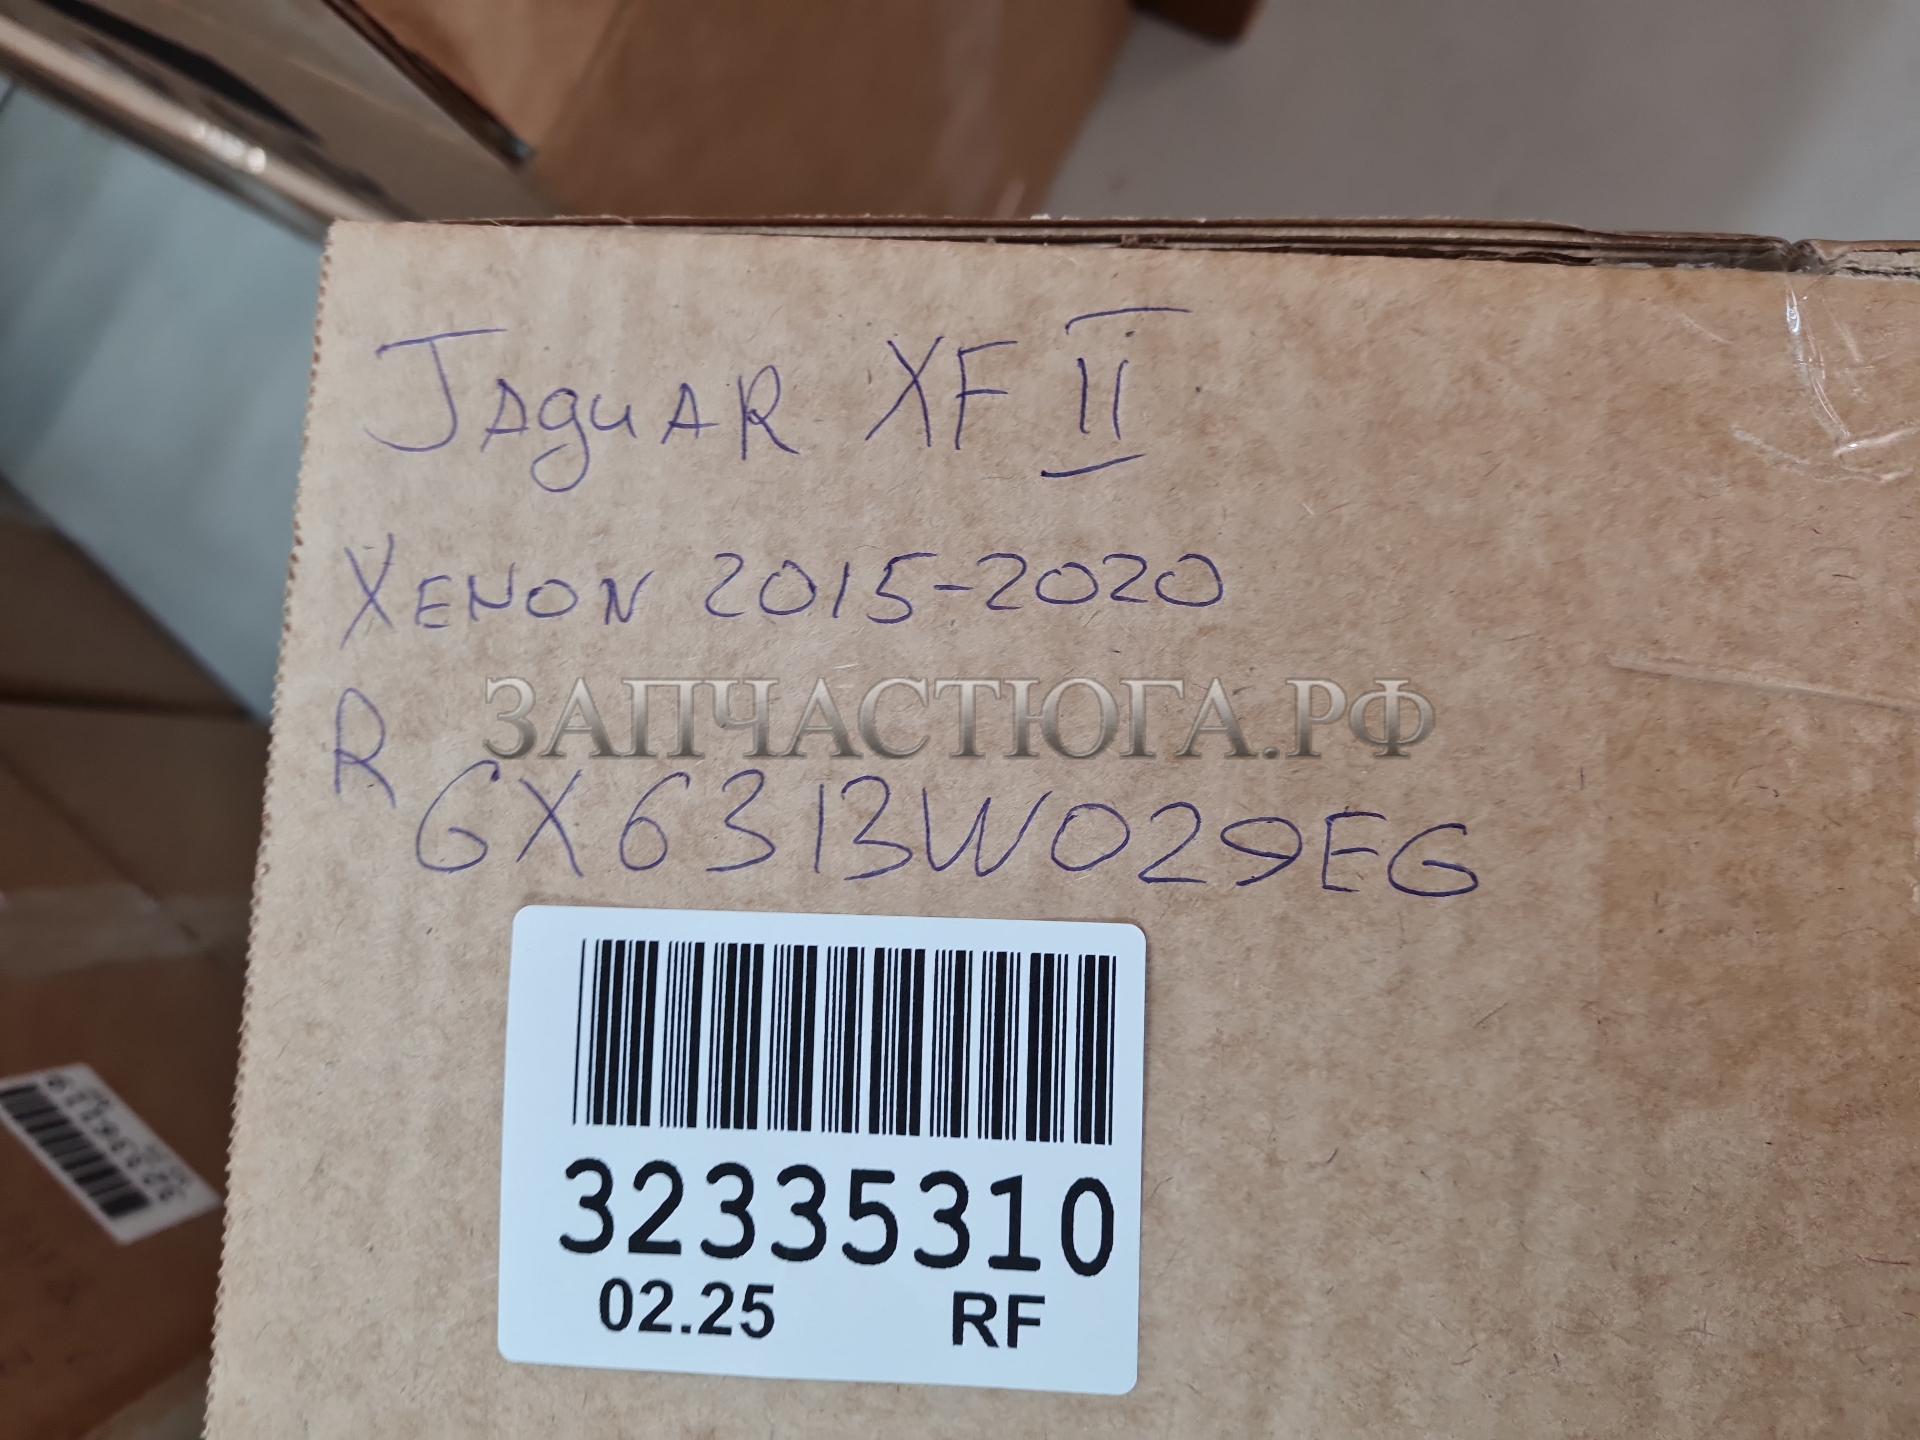 JAguAR XF II
XENON 2015-2020
ЗАПЧАСТЮГА.РФ
R GX6313W029EG
32335310
02.25 RF